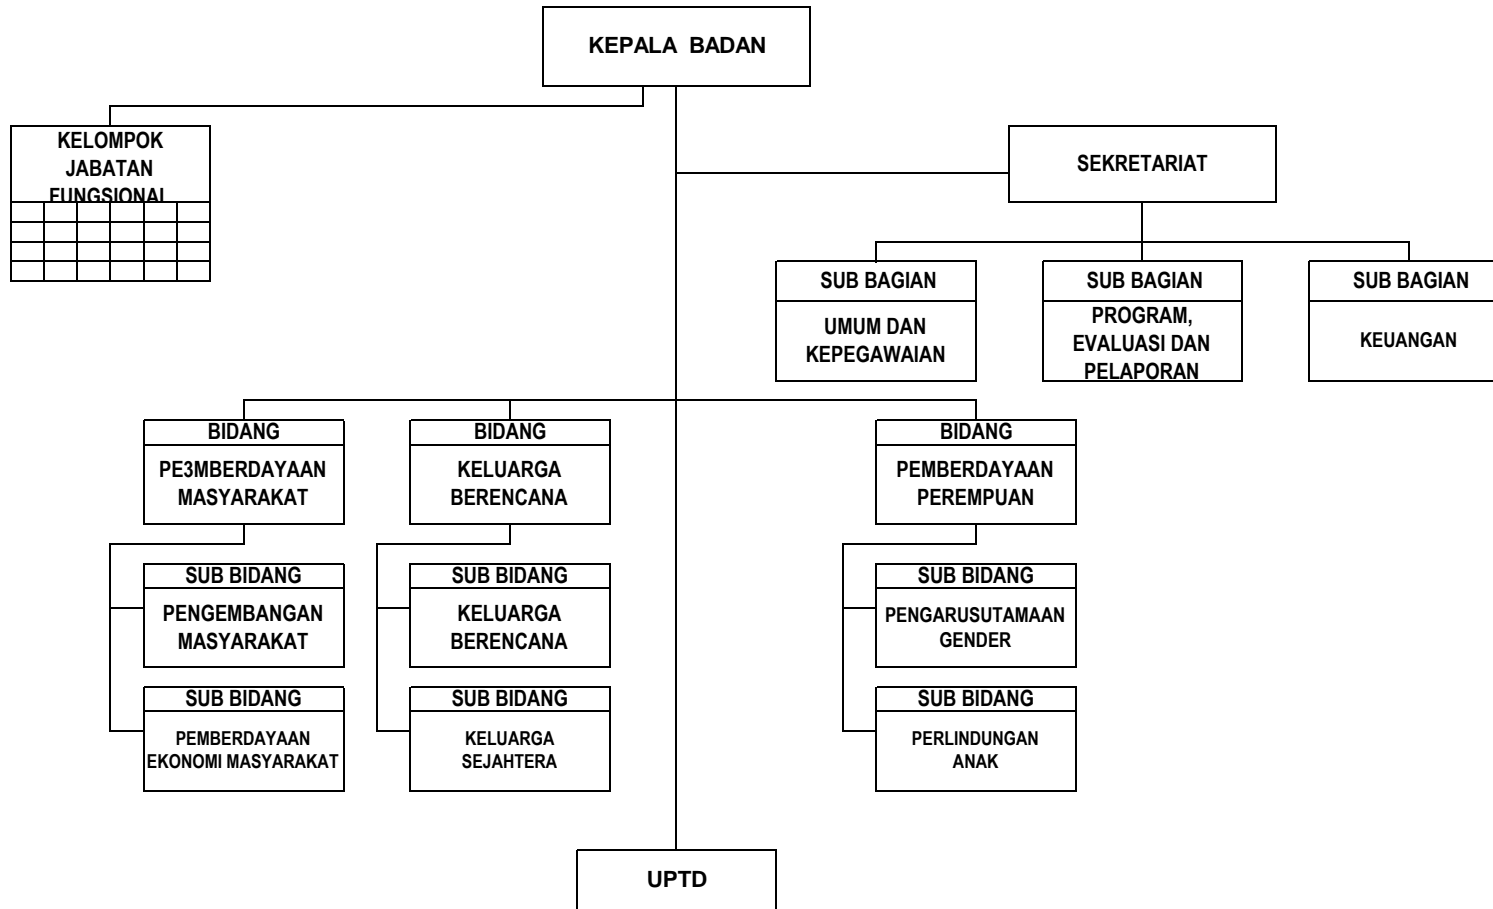 KEPALA BADAN
KELOMPOK
JABATAN
FUNGSIONAL
SEKRETARIAT
SUB BAGIAN
UMUM DAN
KEPEGAWAIAN
SUB BAGIAN
PROGRAM,
EVALUASI DAN
PELAPORAN
SUB BAGIAN
KEUANGAN
BIDANG
PE3MBERDAYAAN
MASYARAKAT
BIDANG
KELUARGA
BERENCANA
BIDANG
PEMBERDAYAAN
PEREMPUAN
SUB BIDANG
PENGEMBANGAN
MASYARAKAT
SUB BIDANG
KELUARGA
BERENCANA
SUB BIDANG
PENGARUSUTAMAAN
GENDER
SUB BIDANG
PEMBERDAYAAN
EKONOMI MASYARAKAT
SUB BIDANG
KELUARGA
SEJAHTERA
SUB BIDANG
PERLINDUNGAN
ANAK
UPTD